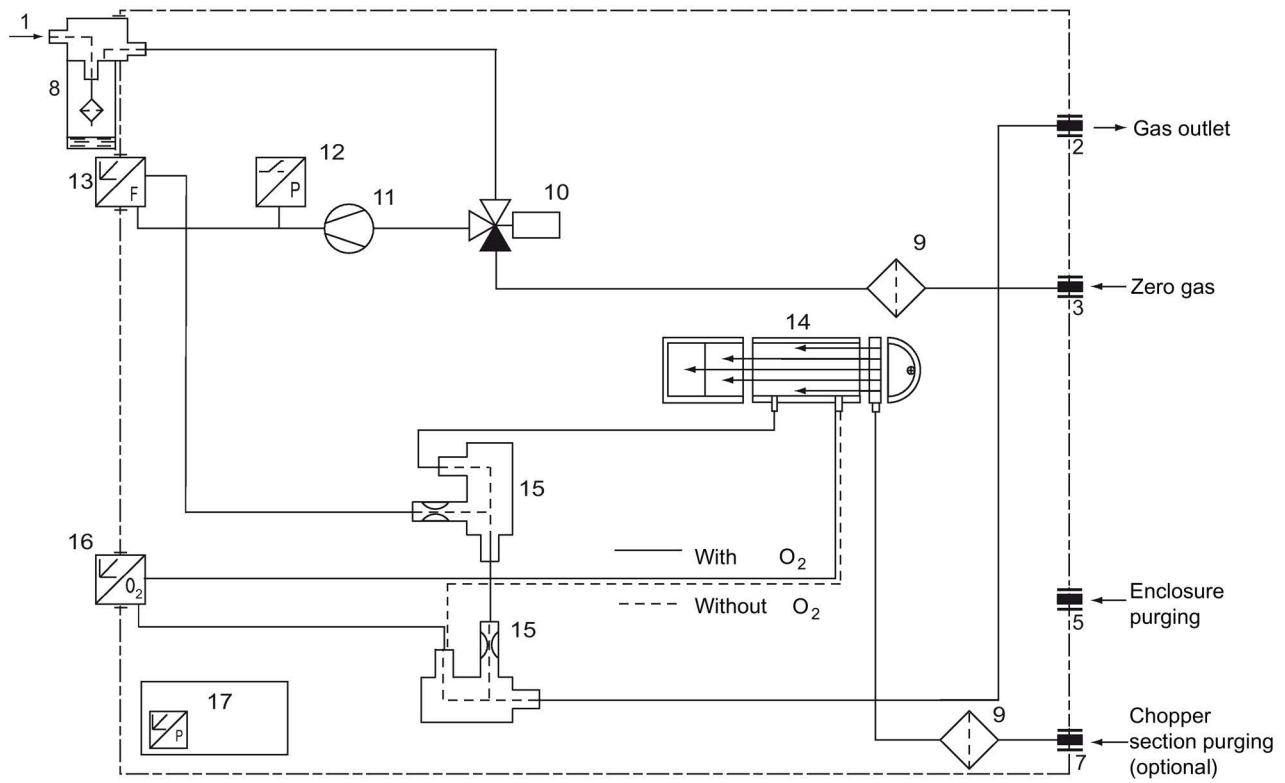 1
8
12
13
F
P
11
10
2
Gas outlet
9
Zero gas
3
14
15
16
O2
With O2
Without O2
15
Enclosure
purging
5
17
P
9
Chopper
section purging
(optional)
7